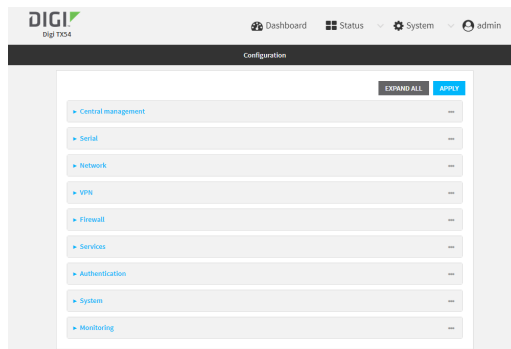 DIGI
Digi TX54
Dashboard Status System admin
Configuration
EXPAND ALL APPLY
Central management
Serial
Network
VPN
Firewall
Services
Authentication
System
Monitoring